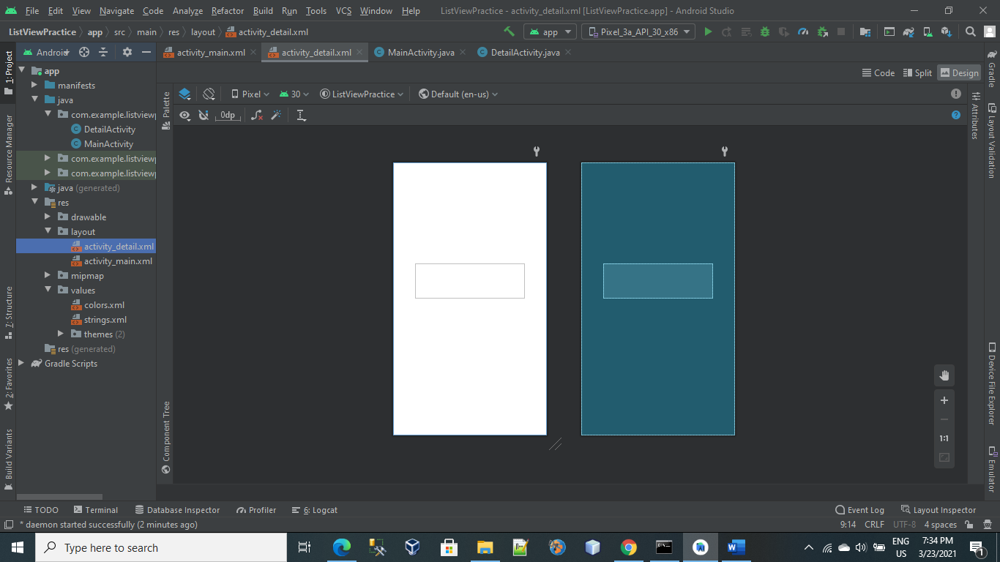 File Edit View Navigate Code Analyze Refactor Build Run Tools VCS Window Help ListViewPractice - activity_detail.xml [ListViewPractice.app] - Android Studio
ListViewPractice app src main res layout activity_detail.xml app Pixel_3a_API_30_x86
1: Project
Resource Manager
7: Structure
2: Favorites
Build Variants
Android
activity_main.xml activity_detail.xml MainActivity.java DetailActivity.java
Code Split Design
app
manifests
java
com.example.listviewp
DetailActivity
MainActivity
com.example.listviewp
com.example.listviewp
java (generated)
res
drawable
layout
activity_detail.xml
activity_main.xml
mipmap
values
colors.xml
strings.xml
themes (2)
res (generated)
Gradle Scripts
Palette
Component Tree
Pixel 30 ListViewPractice Default (en-us)
0dp
1:1
Attributes
Gradle
Layout Validation
Device File Explorer
Emulator
TODO Terminal Database Inspector Profiler 6: Logcat Event Log Layout Inspector
* daemon started successfully (2 minutes ago) 9:14 CRLF UTF-8 4 spaces
Type here to search
ENG
US
7:34 PM
3/23/2021
1